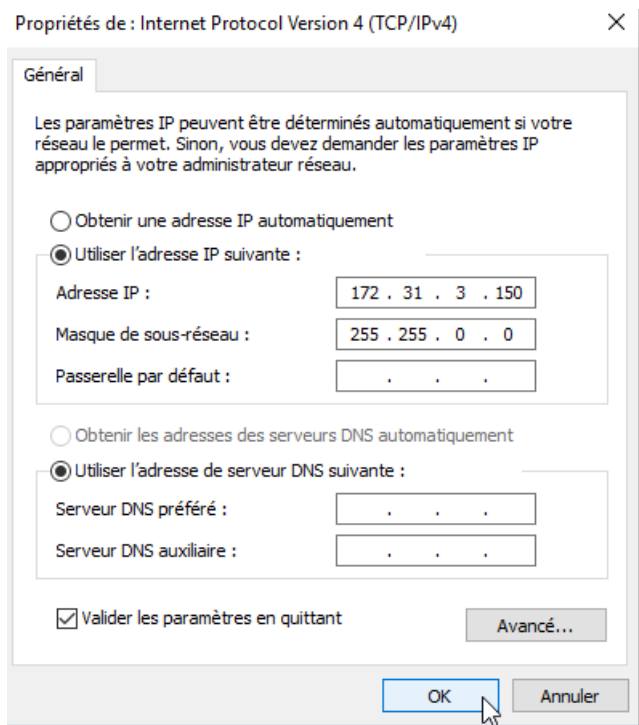 Propriétés de : Internet Protocol Version 4 (TCP/IPv4)
Général
Les paramètres IP peuvent être déterminés automatiquement si votre
réseau le permet. Sinon, vous devez demander les paramètres IP
appropriés à votre administrateur réseau.
Obtenir une adresse IP automatiquement
Utiliser l'adresse IP suivante :
Adresse IP : 172 . 31 . 3 . 150
Masque de sous-réseau : 255 . 255 . 0 . 0
Passerelle par défaut : . . .
Obtenir les adresses des serveurs DNS automatiquement
Utiliser l'adresse de serveur DNS suivante :
Serveur DNS préféré : . . .
Serveur DNS auxiliaire : . . .
Valider les paramètres en quittant
Avancé...
OK Annuler